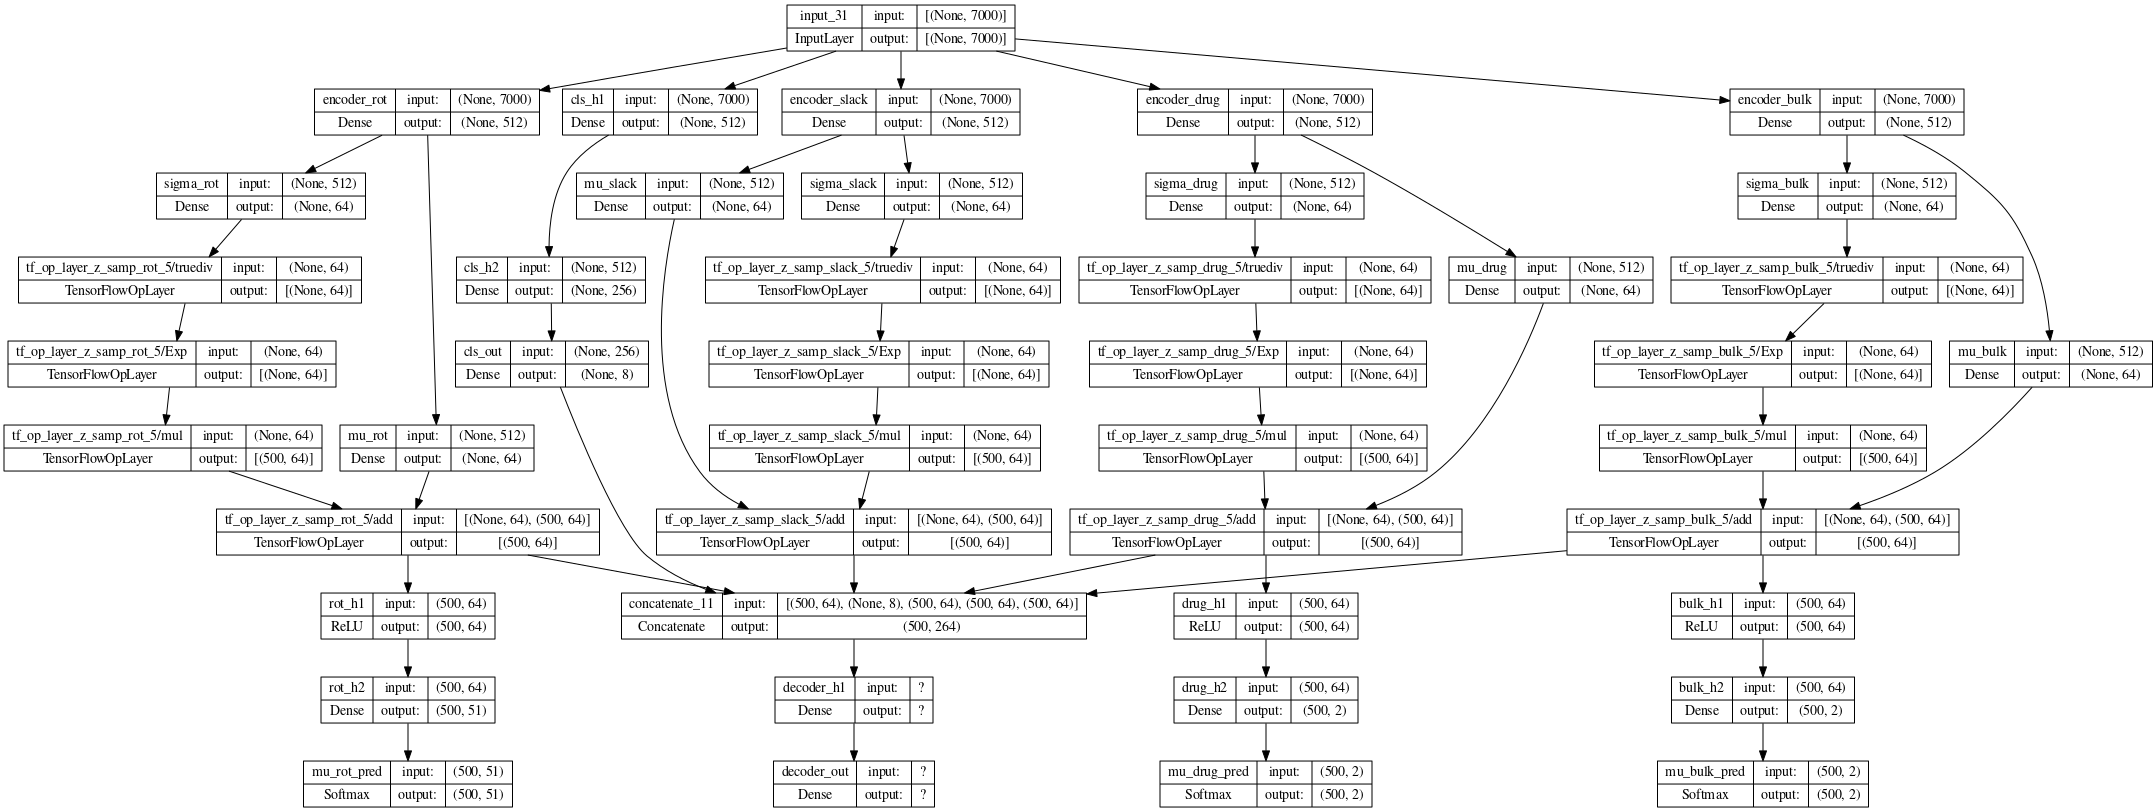 input_31 input: [(None, 7000)]
InputLayer output: [(None, 7000)]
encoder_rot input: (None, 7000)
Dense output: (None, 512)
cls_h1 input: (None, 7000)
Dense output: (None, 512)
encoder_slack input: (None, 7000)
Dense output: (None, 512)
encoder_drug input: (None, 7000)
Dense output: (None, 512)
encoder_bulk input: (None, 7000)
Dense output: (None, 512)
sigma_rot input: (None, 512)
Dense output: (None, 64)
mu_slack input: (None, 512)
Dense output: (None, 64)
sigma_slack input: (None, 512)
Dense output: (None, 64)
sigma_drug input: (None, 512)
Dense output: (None, 64)
sigma_bulk input: (None, 512)
Dense output: (None, 64)
tf_op_layer_z_samp_rot_5/truediv input: (None, 64)
TensorFlowOpLayer output: [(None, 64)]
cls_h2 input: (None, 512)
Dense output: (None, 256)
tf_op_layer_z_samp_slack_5/truediv input: (None, 64)
TensorFlowOpLayer output: [(None, 64)]
tf_op_layer_z_samp_drug_5/truediv input: (None, 64)
TensorFlowOpLayer output: [(None, 64)]
mu_drug input: (None, 512)
Dense output: (None, 64)
tf_op_layer_z_samp_bulk_5/truediv input: (None, 64)
TensorFlowOpLayer output: [(None, 64)]
tf_op_layer_z_samp_rot_5/Exp input: (None, 64)
TensorFlowOpLayer output: [(None, 64)]
cls_out input: (None, 256)
Dense output: (None, 8)
tf_op_layer_z_samp_slack_5/Exp input: (None, 64)
TensorFlowOpLayer output: [(None, 64)]
tf_op_layer_z_samp_drug_5/Exp input: (None, 64)
TensorFlowOpLayer output: [(None, 64)]
tf_op_layer_z_samp_bulk_5/Exp input: (None, 64)
TensorFlowOpLayer output: [(None, 64)]
mu_bulk input: (None, 512)
Dense output: (None, 64)
tf_op_layer_z_samp_rot_5/mul input: (None, 64)
TensorFlowOpLayer output: [(500, 64)]
mu_rot input: (None, 512)
Dense output: (None, 64)
tf_op_layer_z_samp_slack_5/mul input: (None, 64)
TensorFlowOpLayer output: [(500, 64)]
tf_op_layer_z_samp_drug_5/mul input: (None, 64)
TensorFlowOpLayer output: [(500, 64)]
tf_op_layer_z_samp_bulk_5/mul input: (None, 64)
TensorFlowOpLayer output: [(500, 64)]
tf_op_layer_z_samp_rot_5/add input: [(None, 64), (500, 64)]
TensorFlowOpLayer output: [(500, 64)]
tf_op_layer_z_samp_slack_5/add input: [(None, 64), (500, 64)]
TensorFlowOpLayer output: [(500, 64)]
tf_op_layer_z_samp_drug_5/add input: [(None, 64), (500, 64)]
TensorFlowOpLayer output: [(500, 64)]
tf_op_layer_z_samp_bulk_5/add input: [(None, 64), (500, 64)]
TensorFlowOpLayer output: [(500, 64)]
rot_h1 input: (500, 64)
ReLU output: (500, 64)
concatenate_11 input: [(500, 64), (None, 8), (500, 64), (500, 64), (500, 64)]
Concatenate output: (500, 264)
drug_h1 input: (500, 64)
ReLU output: (500, 64)
bulk_h1 input: (500, 64)
ReLU output: (500, 64)
rot_h2 input: (500, 64)
Dense output: (500, 51)
decoder_h1 input: ?
Dense output: ?
drug_h2 input: (500, 64)
Dense output: (500, 2)
bulk_h2 input: (500, 64)
Dense output: (500, 2)
mu_rot_pred input: (500, 51)
Softmax output: (500, 51)
decoder_out input: ?
Dense output: ?
mu_drug_pred input: (500, 2)
Softmax output: (500, 2)
mu_bulk_pred input: (500, 2)
Softmax output: (500, 2)